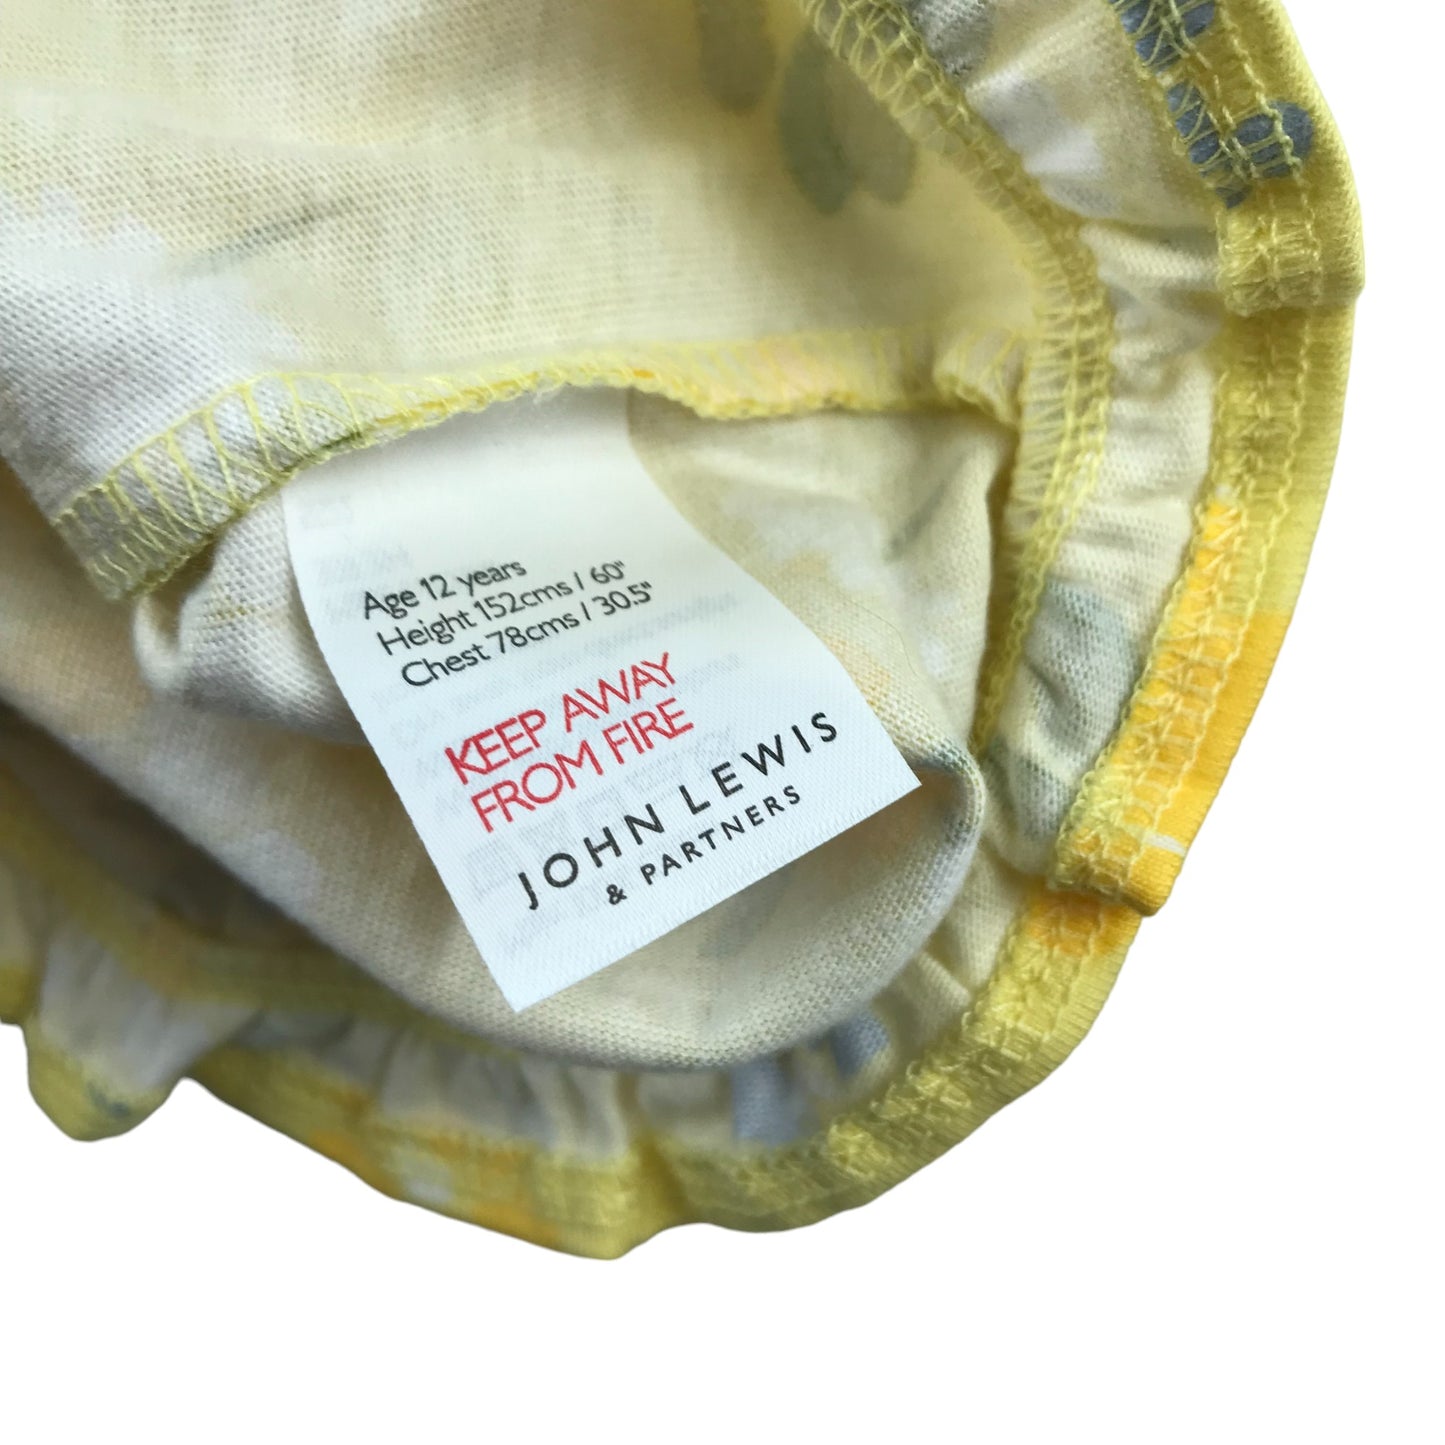 Age 12 years
Height 152cms / 60"
Chest 78cms / 30.5"
KEEP AWAY
FROM FIRE
JOHN LEWIS
& PARTNERS